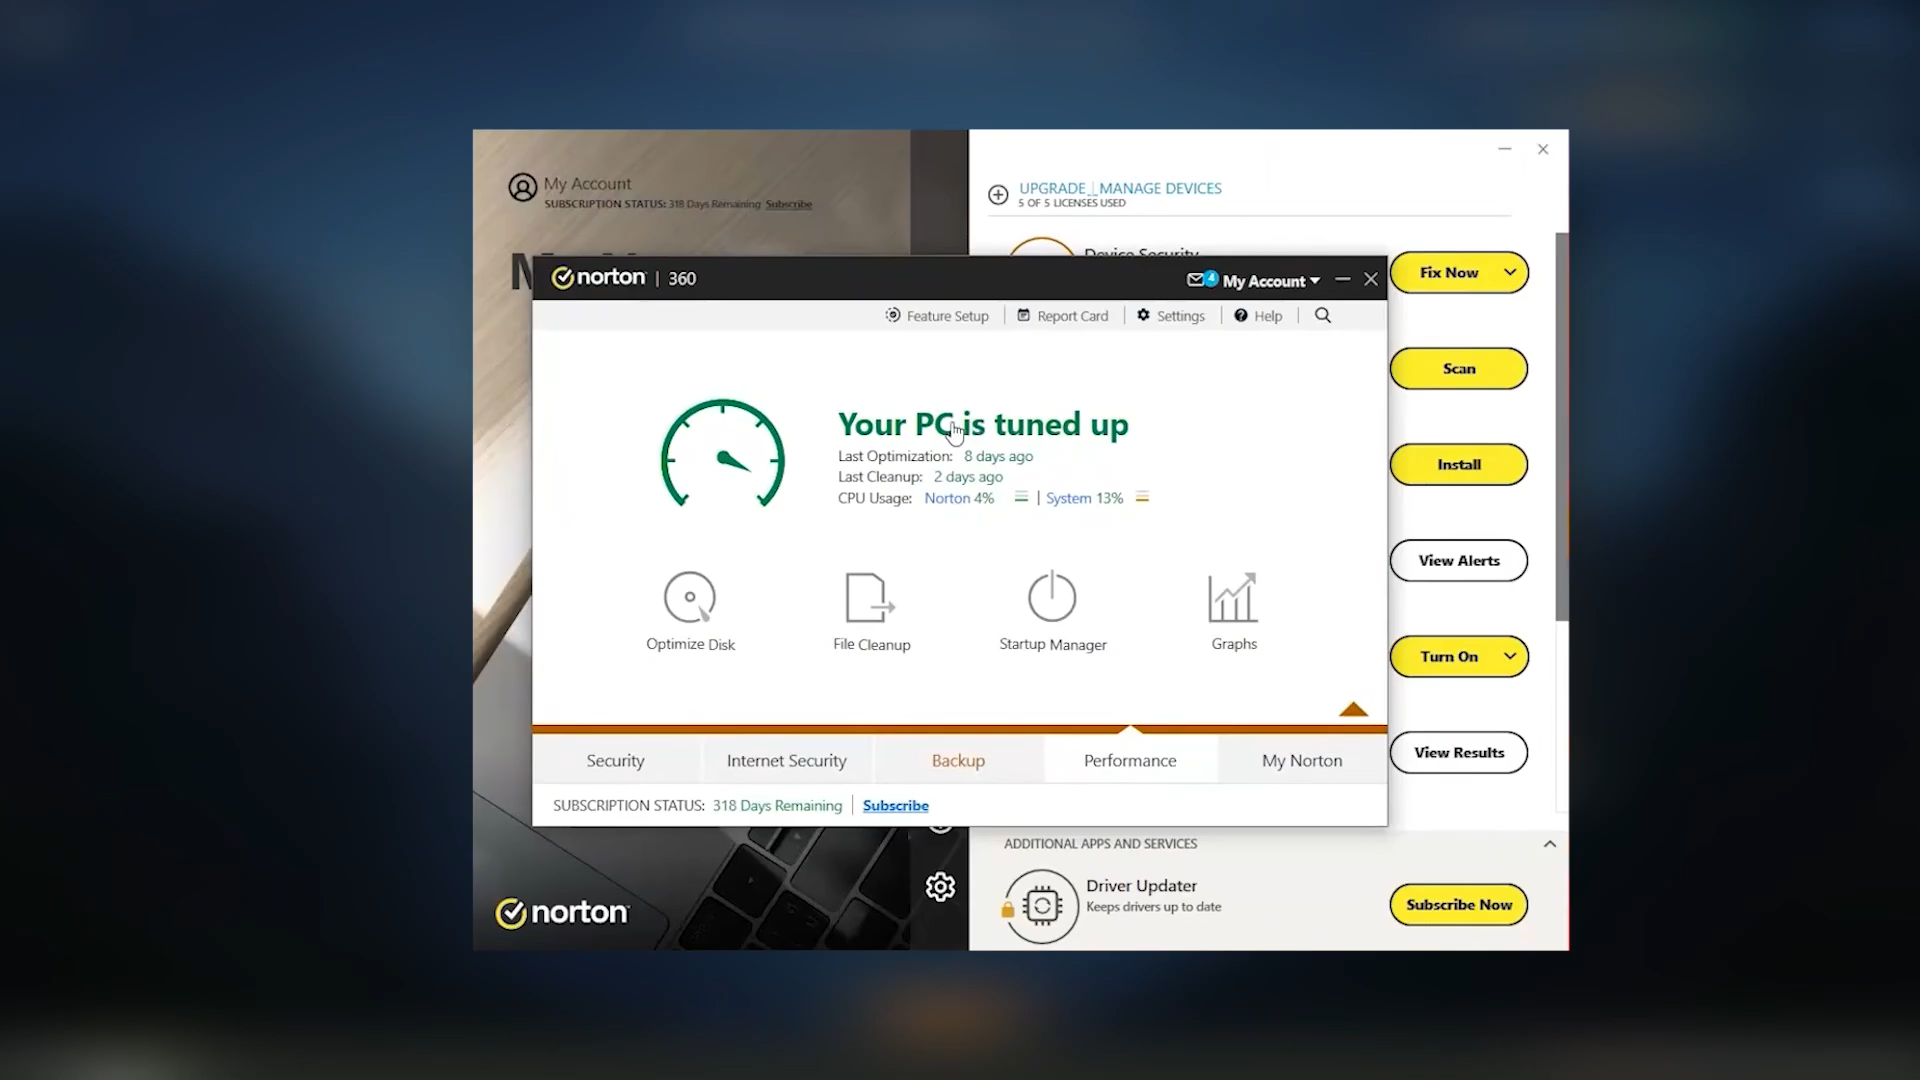 My Account
SUBSCRIPTION STATUS: 318 Days Remaining Subscribe
UPGRADE | MANAGE DEVICES
5 OF 5 LICENSES USED
Device Security
Fix Now
norton | 360
4 My Account
Feature Setup
Report Card
Settings
Help
Scan
Your PC is tuned up
Last Optimization: 8 days ago
Last Cleanup: 2 days ago
CPU Usage: Norton 4% | System 13%
Install
View Alerts
Optimize Disk
File Cleanup
Startup Manager
Graphs
Turn On
Security
Internet Security
Backup
Performance
My Norton
View Results
SUBSCRIPTION STATUS: 318 Days Remaining | Subscribe
ADDITIONAL APPS AND SERVICES
Driver Updater
Keeps drivers up to date
Subscribe Now
norout